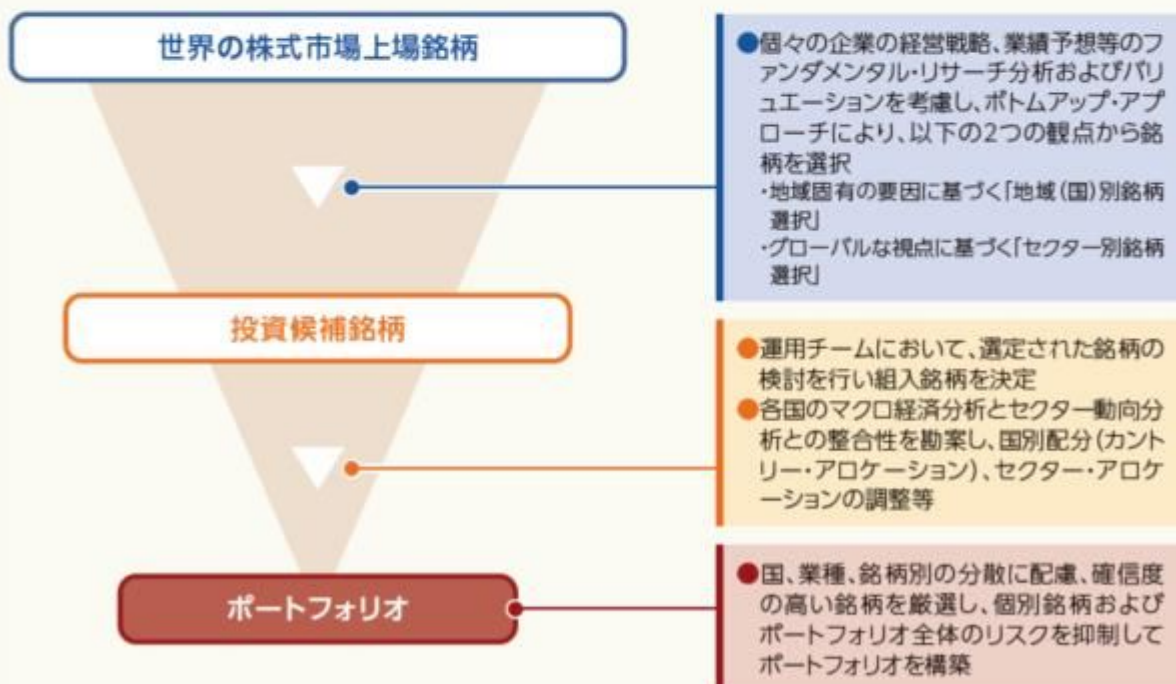 世界の株式市場上場銘柄
●個々の企業の経営戦略、業績予想等のフ
ァンダメンタル・リサーチ分析およびバリ
ュエーションを考慮し、ボトムアップ・アプ
ローチにより、以下の2つの観点から銘
柄を選択
・地域固有の要因に基づく「地域(国)別銘柄
選択」
・グローバルな視点に基づく「セクター別銘柄
選択」
投資候補銘柄
●運用チームにおいて、選定された銘柄の
検討を行い組入銘柄を決定
●各国のマクロ経済分析とセクター動向分
析との整合性を勘案し、国別配分(カント
リー・アロケーション)、セクター・アロケ
ーションの調整等
ポートフォリオ
●国、業種、銘柄別の分散に配慮、確信度
の高い銘柄を厳選し、個別銘柄および
ポートフォリオ全体のリスクを抑制して
ポートフォリオを構築